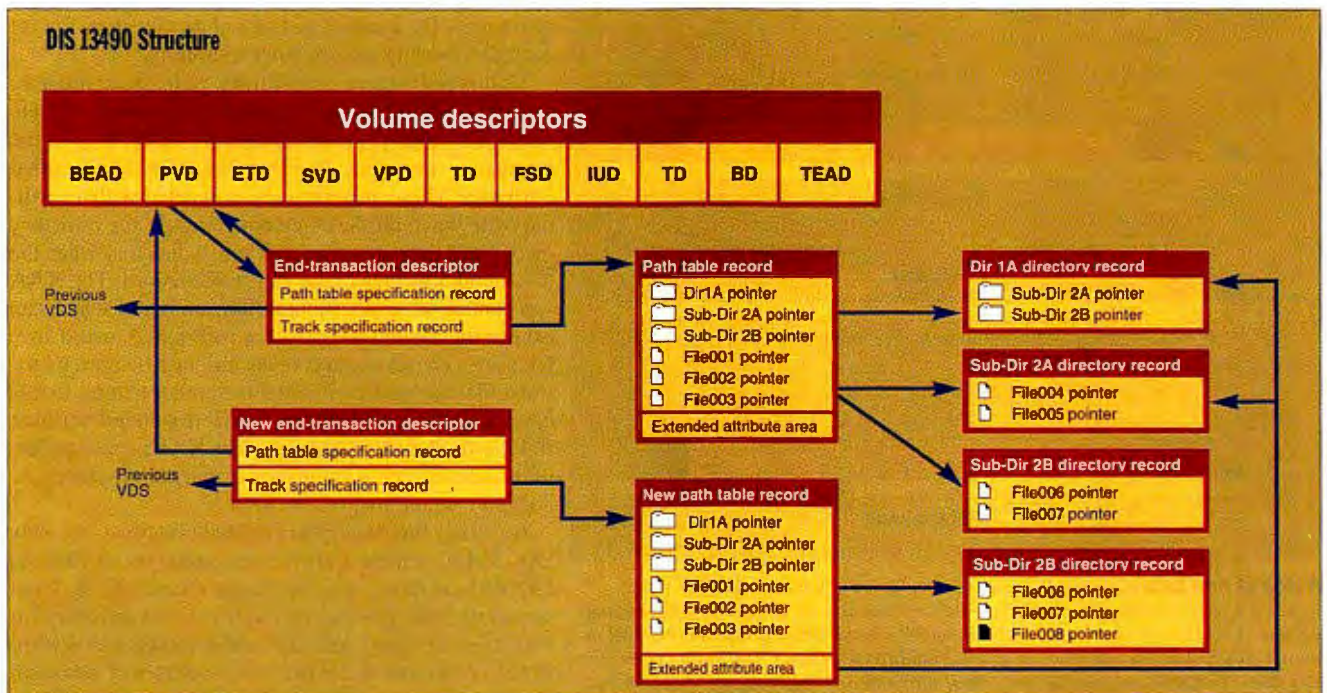 DIS 13490 Structure
Volume descriptors
BEAD PVD ETD SVD VPD TD FSD IUD TD BD TEAD
End-transaction descriptor
Path table specification record
Track specification record
Previous
VDS
New end-transaction descriptor
Path table specification record
Track specification record
Previous
VDS
Path table record
Dir1A pointer
Sub-Dir 2A pointer
Sub-Dir 2B pointer
File001 pointer
File002 pointer
File003 pointer
Extended attribute area
New path table record
Dir1A pointer
Sub-Dir 2A pointer
Sub-Dir 2B pointer
File001 pointer
File002 pointer
File003 pointer
Extended attribute area
Dir 1A directory record
Sub-Dir 2A pointer
Sub-Dir 2B pointer
Sub-Dir 2A directory record
File004 pointer
File005 pointer
Sub-Dir 2B directory record
File006 pointer
File007 pointer
Sub-Dir 2B directory record
File006 pointer
File007 pointer
File008 pointer